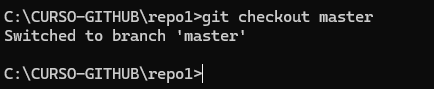 C:\CURSO-GITHUB\repo1>git checkout master
Switched to branch 'master'
C:\CURSO-GITHUB\repo1>